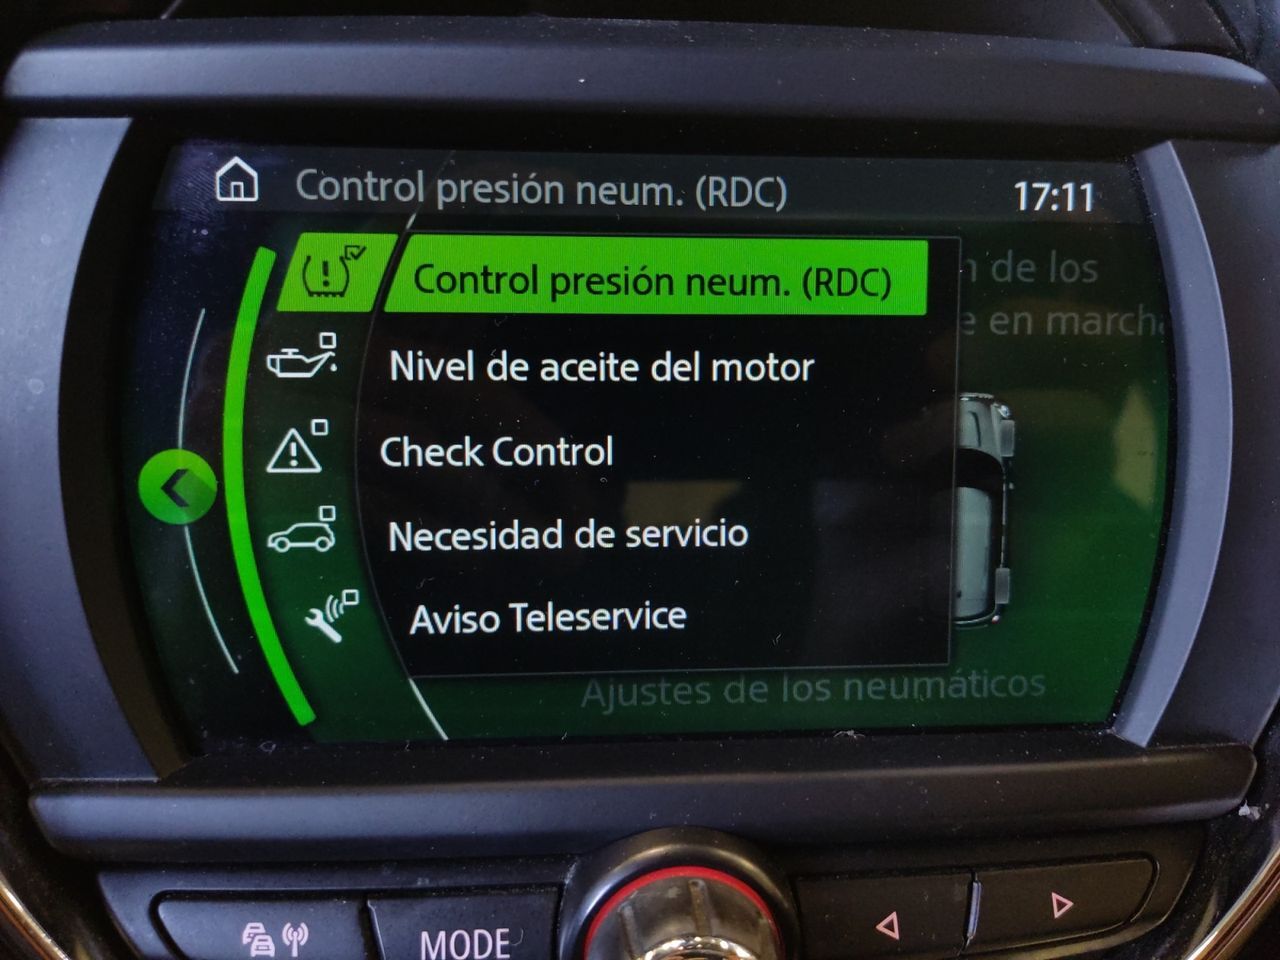 Control presión neum. (RDC)
17:11
Control presión neum. (RDC)
de los
Nivel de aceite del motor
en marcha
Check Control
Necesidad de servicio
Aviso Teleservice
Ajustes de los neumáticos
MODE